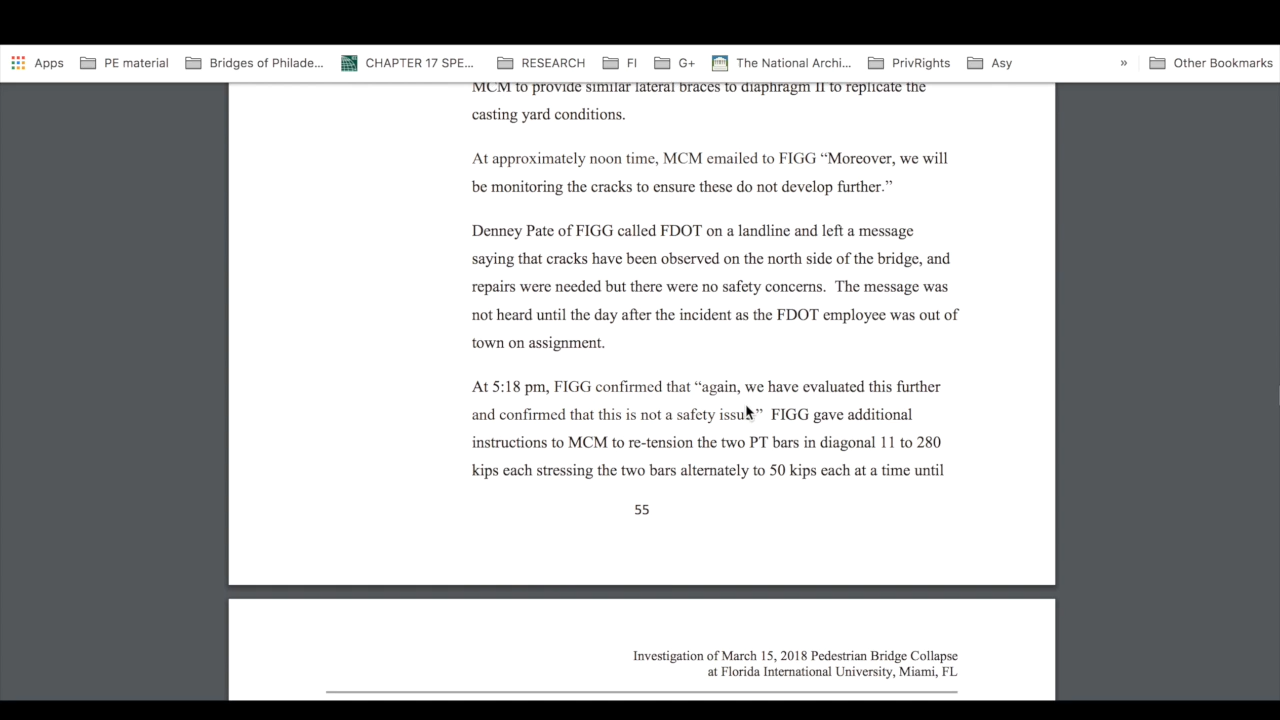 Apps PE material Bridges of Philade... CHAPTER 17 SPE... RESEARCH FI G+ The National Archi... PrivRights Asy » Other Bookmarks
MCM to provide similar lateral braces to diaphragm II to replicate the
casting yard conditions.
At approximately noon time, MCM emailed to FIGG “Moreover, we will
be monitoring the cracks to ensure these do not develop further.”
Denney Pate of FIGG called FDOT on a landline and left a message
saying that cracks have been observed on the north side of the bridge, and
repairs were needed but there were no safety concerns. The message was
not heard until the day after the incident as the FDOT employee was out of
town on assignment.
At 5:18 pm, FIGG confirmed that “again, we have evaluated this further
and confirmed that this is not a safety issue” FIGG gave additional
instructions to MCM to re-tension the two PT bars in diagonal 11 to 280
kips each stressing the two bars alternately to 50 kips each at a time until
55
Investigation of March 15, 2018 Pedestrian Bridge Collapse
at Florida International University, Miami, FL